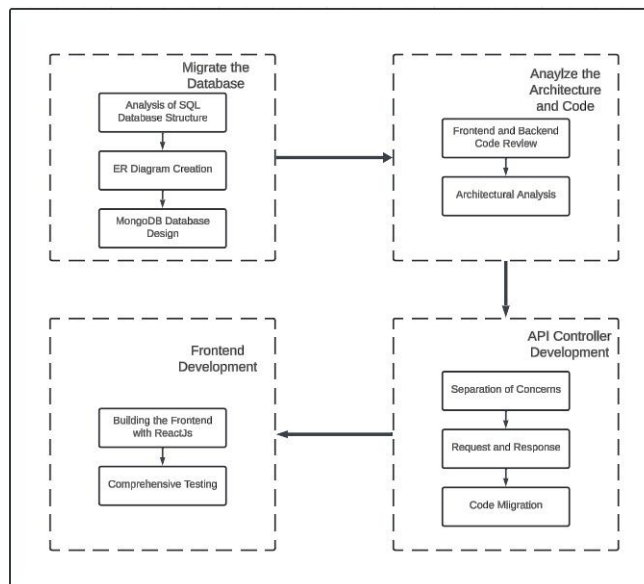 Migrate the
Database
Analysis of SQL
Database Structure
ER Diagram Creation
MongoDB Database
Design
Anaylze the
Architecture
and Code
Frontend and Backend
Code Review
Architectural Analysis
API Controller
Development
Separation of Concerns
Request and Response
Code Mligration
Frontend
Development
Building the Frontend
with ReactJs
Comprehensive Testing